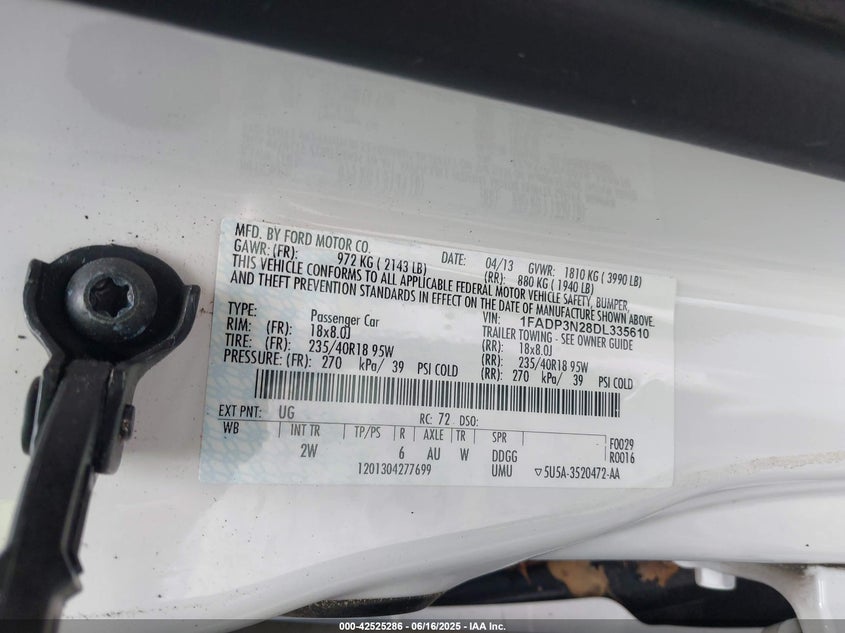 MFD. BY FORD MOTOR CO.
DATE: 04/13 GVWR: 1810 KG ( 3990 LB)
GAWR: (FR): 972 KG ( 2143 LB) (RR): 880 KG ( 1940 LB)
THIS VEHICLE CONFORMS TO ALL APPLICABLE FEDERAL MOTOR VEHICLE SAFETY, BUMPER,
AND THEFT PREVENTION STANDARDS IN EFFECT ON THE DATE OF MANUFACTURE SHOWN ABOVE.
VIN: 1FADP3N28DL335610
TYPE: Passenger Car TRAILER TOWING - SEE OWNER GUIDE
RIM: (FR): 18x8.0J (RR): 18x8.0J
TIRE: (FR): 235/40R18 95W (RR): 235/40R18 95W
PRESSURE: (FR): 270 kPa/ 39 PSI COLD (RR): 270 kPa/ 39 PSI COLD
EXT PNT: UG RC: 72 DSO:
WB INT TR TP/PS R AXLE TR SPR F0029
2W 6 AU W DDGG R0016
1201304277699 UMU ▽5U5A-3520472-AA
000-42525286 - 06/16/2025 - © IAA Inc.